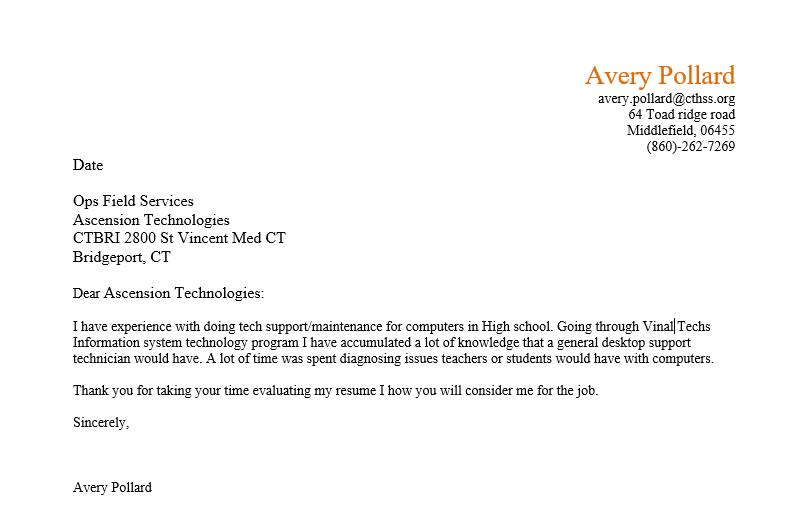 Avery Pollard
avery.pollard@cthss.org
64 Toad ridge road
Middlefield, 06455
(860)-262-7269
Date
Ops Field Services
Ascension Technologies
CTBRI 2800 St Vincent Med CT
Bridgeport, CT
Dear Ascension Technologies:
I have experience with doing tech support/maintenance for computers in High school. Going through Vinal Techs
Information system technology program I have accumulated a lot of knowledge that a general desktop support
technician would have. A lot of time was spent diagnosing issues teachers or students would have with computers.
Thank you for taking your time evaluating my resume I how you will consider me for the job.
Sincerely,
Avery Pollard